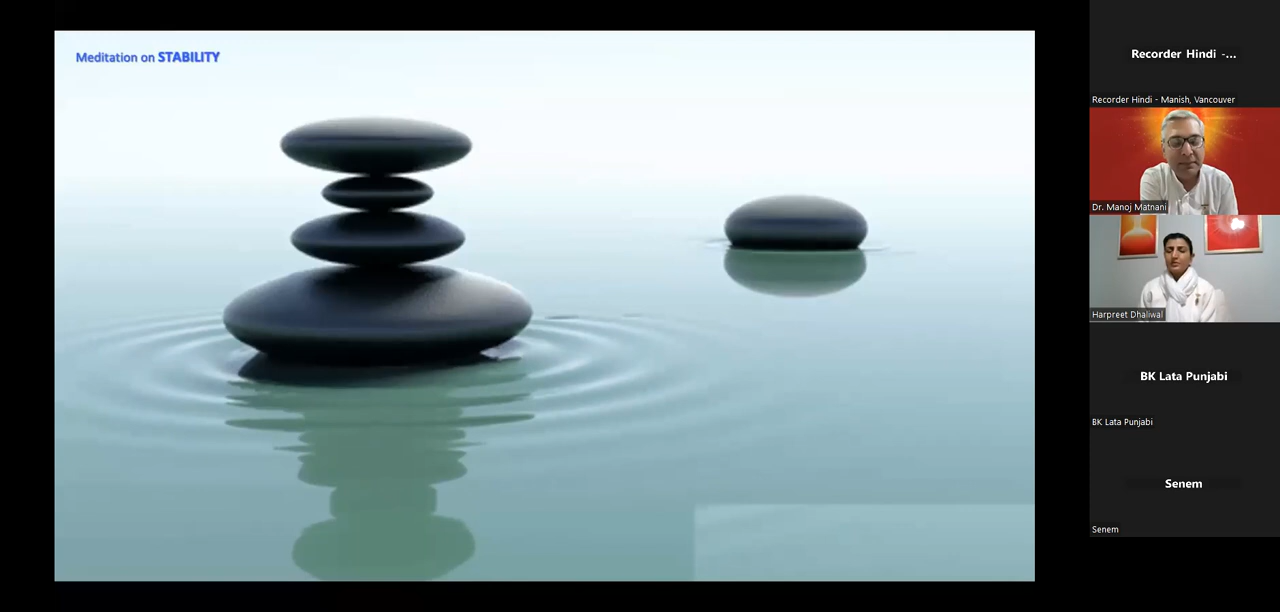 Meditation on STABILITY
Recorder Hindi -...
Recorder Hindi - Manish, Vancouver
Dr. Manoj Matnani
Harpreet Dhaliwal
BK Lata Punjabi
BK Lata Punjabi
Senem
Senem